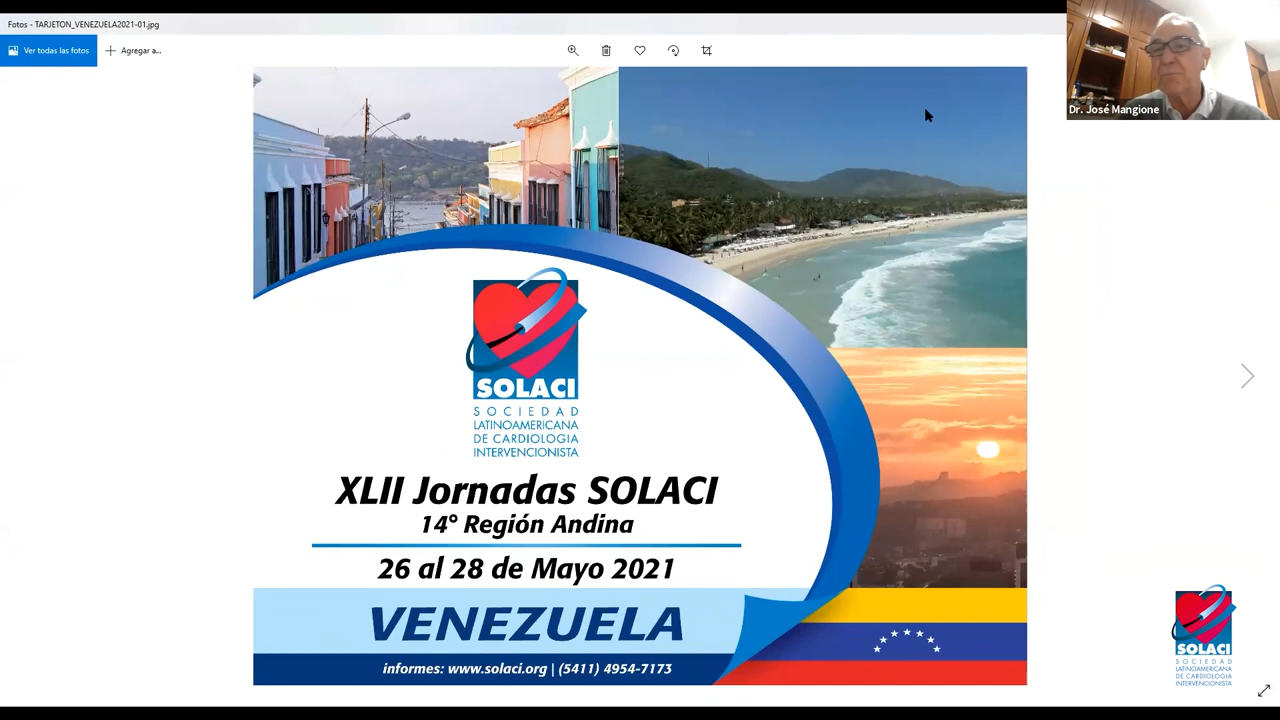 Fotos - TARJETON_VENEZUELA2021-01.jpg
Ver todas las fotos
Agregar a...
Dr. José Mangione
SOLACI
SOCIEDAD
LATINOAMERICANA
DE CARDIOLOGIA
INTERVENCIONISTA
XLII Jornadas SOLACI
14° Región Andina
26 al 28 de Mayo 2021
VENEZUELA
informes: www.solaci.org | (5411) 4954-7173
SOLACI
SOCIEDAD
LATINOAMERICANA
DE CARDIOLOGIA
INTERVENCIONISTA